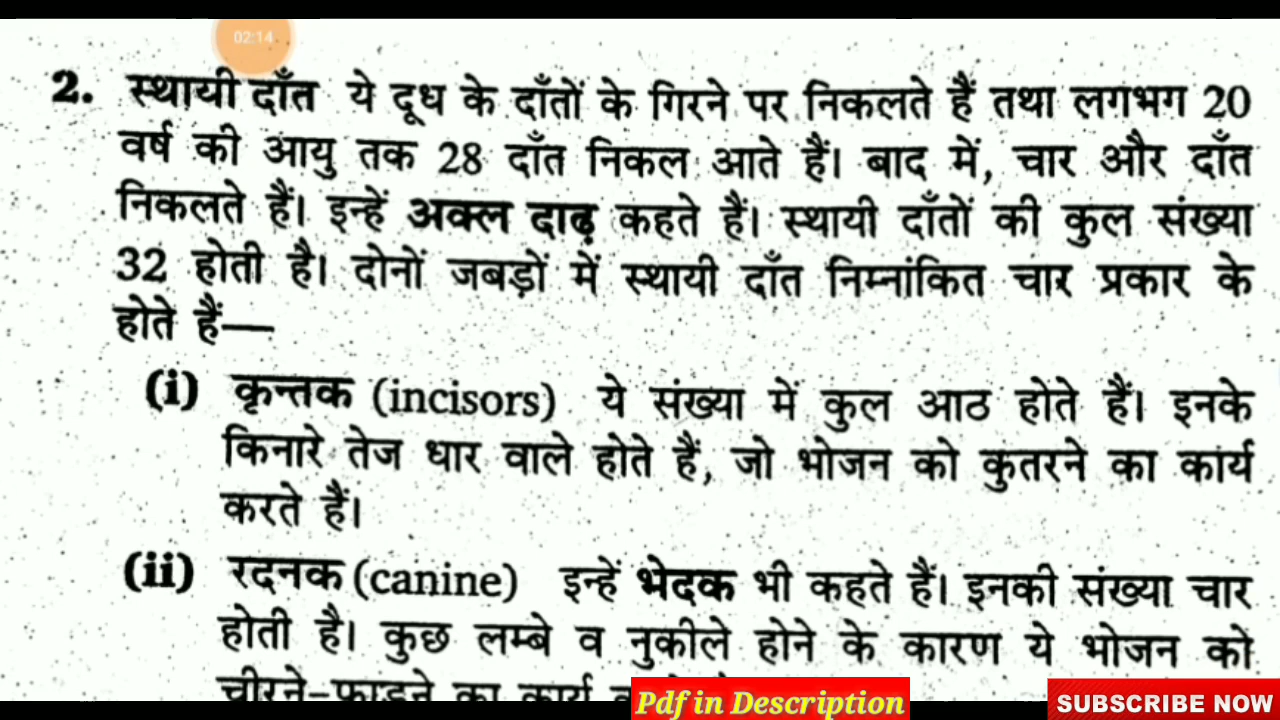 02:14
2. स्थायी दाँत ये दूध के दाँतों के गिरने पर निकलते हैं तथा लगभग 20
वर्ष की आयु तक 28 दाँत निकल आते हैं। बाद में, चार और दाँत
निकलते हैं। इन्हें अक्ल दाढ़ कहते हैं। स्थायी दाँतों की कुल संख्या
32 होती है। दोनों जबड़ों में स्थायी दाँत निम्नांकित चार प्रकार के
होते हैं—
(i) कृन्तक (incisors) ये संख्या में कुल आठ होते हैं। इनके
किनारे तेज धार वाले होते हैं, जो भोजन को कुतरने का कार्य
करते हैं।
(ii) रदनक (canine) इन्हें भेदक भी कहते हैं। इनकी संख्या चार
होती है। कुछ लम्बे व नुकीले होने के कारण ये भोजन को
चीरने-फाड़ने का कार्य
Pdf in Description
SUBSCRIBE NOW